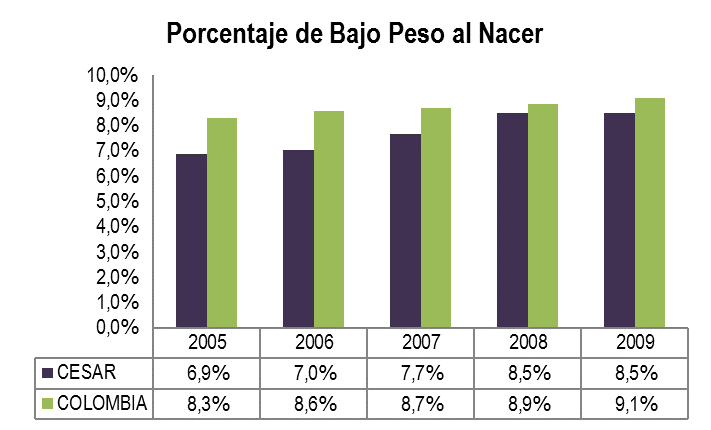 Porcentaje de Bajo Peso al Nacer
10,0%
9,0%
8,0%
7,0%
6,0%
5,0%
4,0%
3,0%
2,0%
1,0%
0,0%
2005 2006 2007 2008 2009
CESAR 6,9% 7,0% 7,7% 8,5% 8,5%
COLOMBIA 8,3% 8,6% 8,7% 8,9% 9,1%